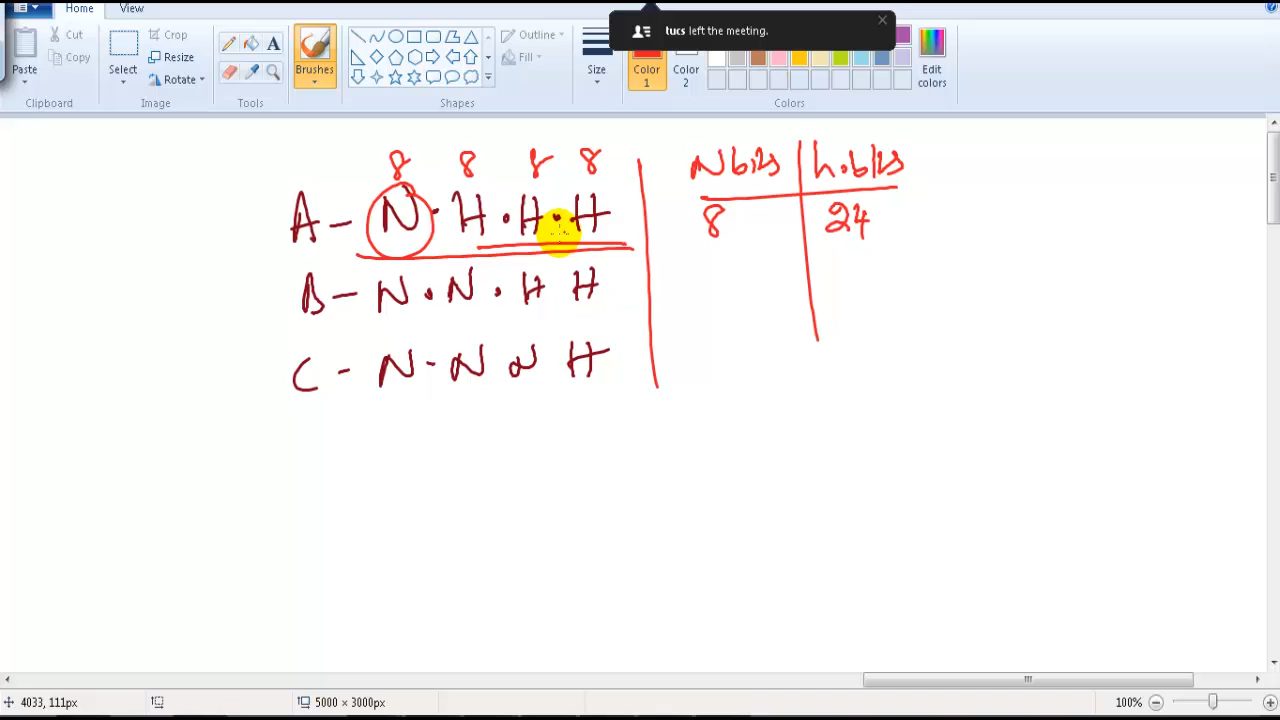 Home View
tucs left the meeting.
Paste
Cut
Copy
Clipboard
Select
Crop
Resize
Rotate
Image
Tools
Brushes
Outline
Fill
Shapes
Size
Color 1
Color 2
Edit colors
Colors
8 8 8 8
A - N . H . H . H
B - N . N . H H
C - N - N N H
N bits h.bits
8 24
4033, 111px
5000 × 3000px
100%